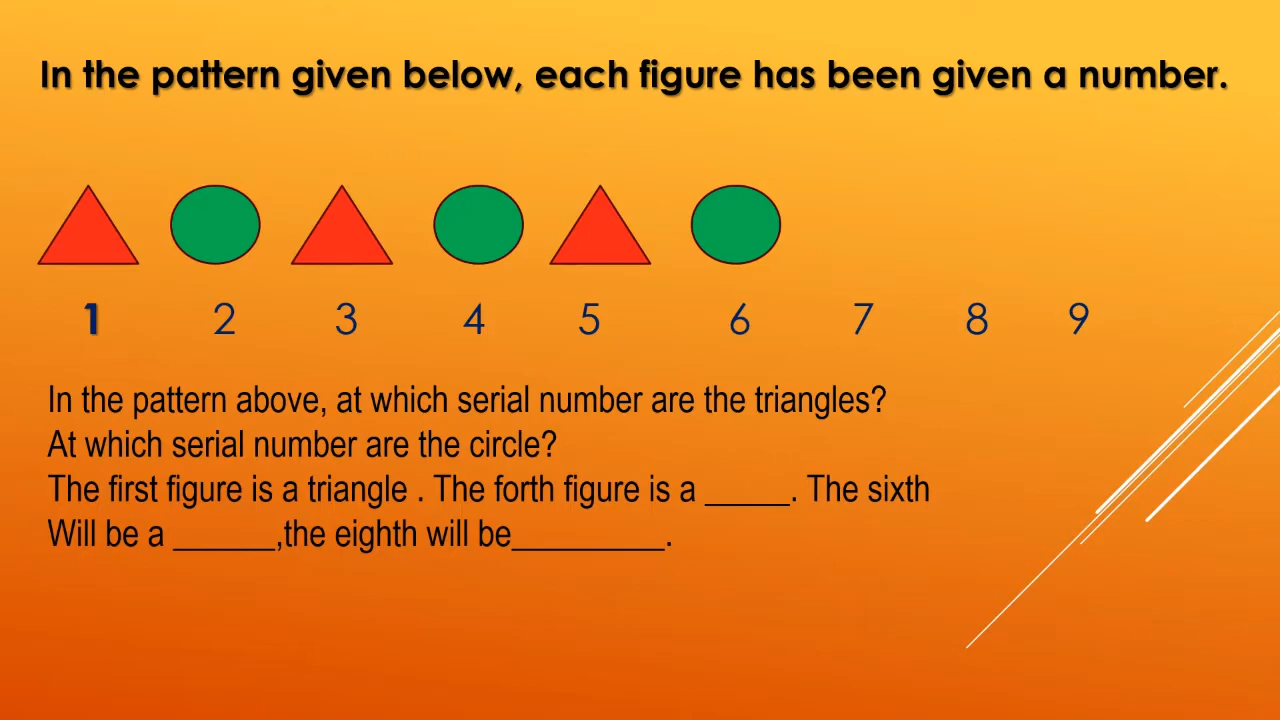 In the pattern given below, each figure has been given a number.
1 2 3 4 5 6 7 8 9
In the pattern above, at which serial number are the triangles?
At which serial number are the circle?
The first figure is a triangle . The forth figure is a _____. The sixth
Will be a ______,the eighth will be_________.